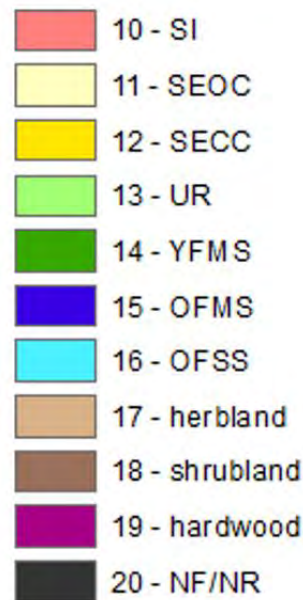 10 - SI
11 - SEOC
12 - SECC
13 - UR
14 - YFMS
15 - OFMS
16 - OFSS
17 - herbland
18 - shrubland
19 - hardwood
20 - NF/NR